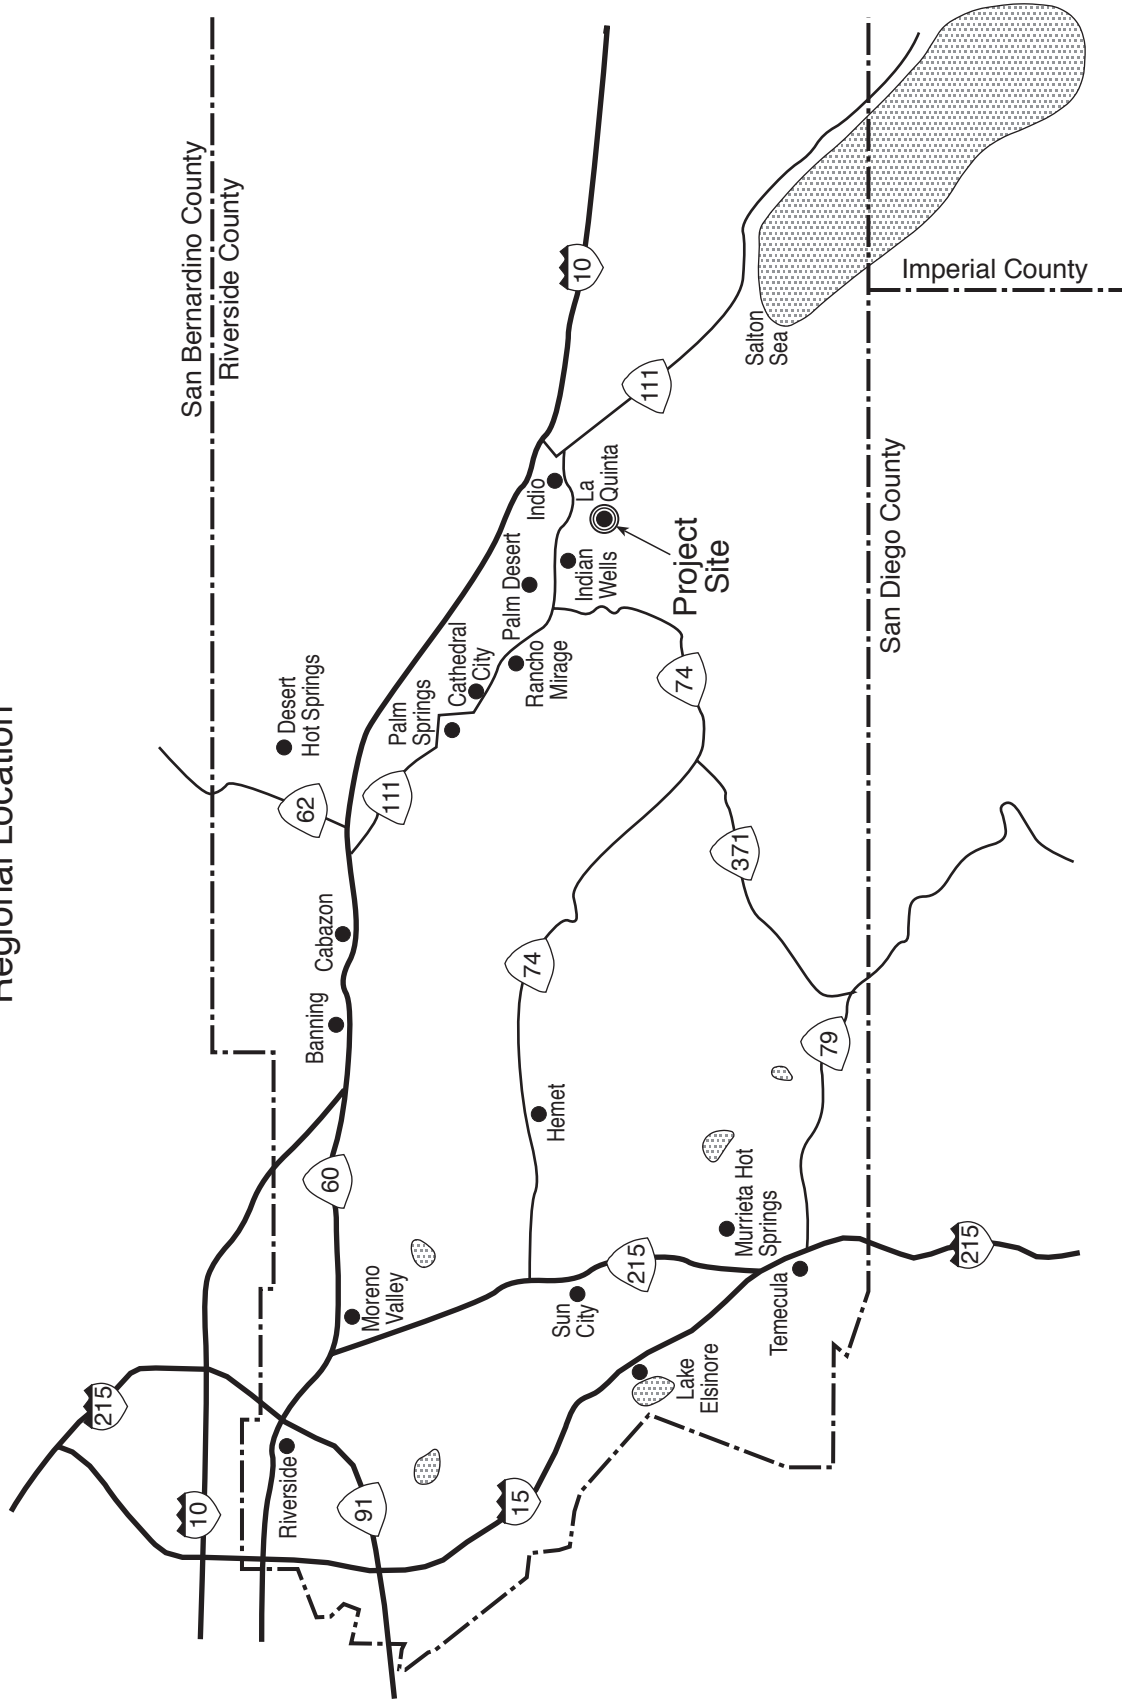 Regional Location
San Bernardino County
Riverside County
215
10
Riverside
91
15
Moreno
Valley
60
Banning
Cabazon
62
Desert
Hot Springs
111
Palm
Springs
Cathedral
City
Rancho
Mirage
Palm Desert
Indian
Wells
Indio
La
Quinta
Project
Site
10
111
Salton
Sea
Imperial County
San Diego County
74
371
74
Hemet
79
Murrieta Hot
Springs
215
Sun
City
Lake
Elsinore
Temecula
215